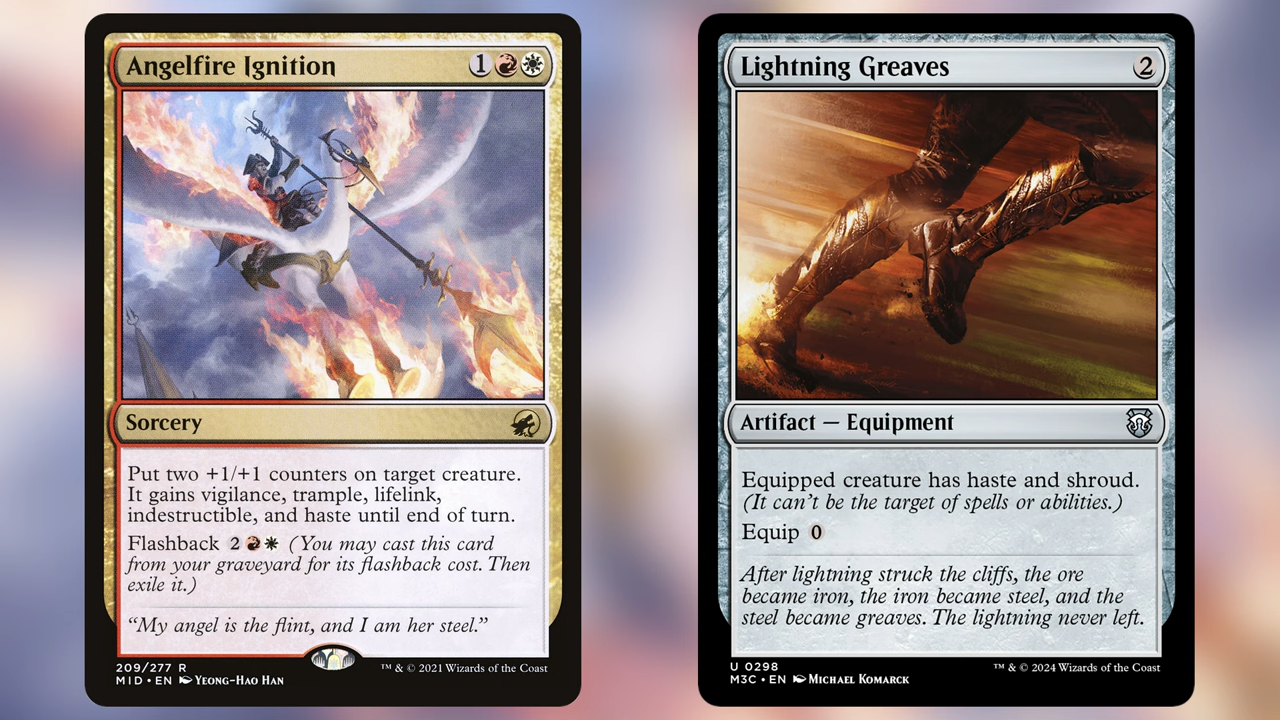 Angelfire Ignition
1
Sorcery
Put two +1/+1 counters on target creature.
It gains vigilance, trample, lifelink,
indestructible, and haste until end of turn.
Flashback 2 (You may cast this card
from your graveyard for its flashback cost. Then
exile it.)
“My angel is the flint, and I am her steel.”
209/277 R
MID • EN Yeong-Hao Han
™ & © 2021 Wizards of the Coast
Lightning Greaves
2
Artifact — Equipment
Equipped creature has haste and shroud.
(It can’t be the target of spells or abilities.)
Equip 0
After lightning struck the cliffs, the ore
became iron, the iron became steel, and the
steel became greaves. The lightning never left.
U 0298
M3C • EN Michael Komarck
™ & © 2024 Wizards of the Coast